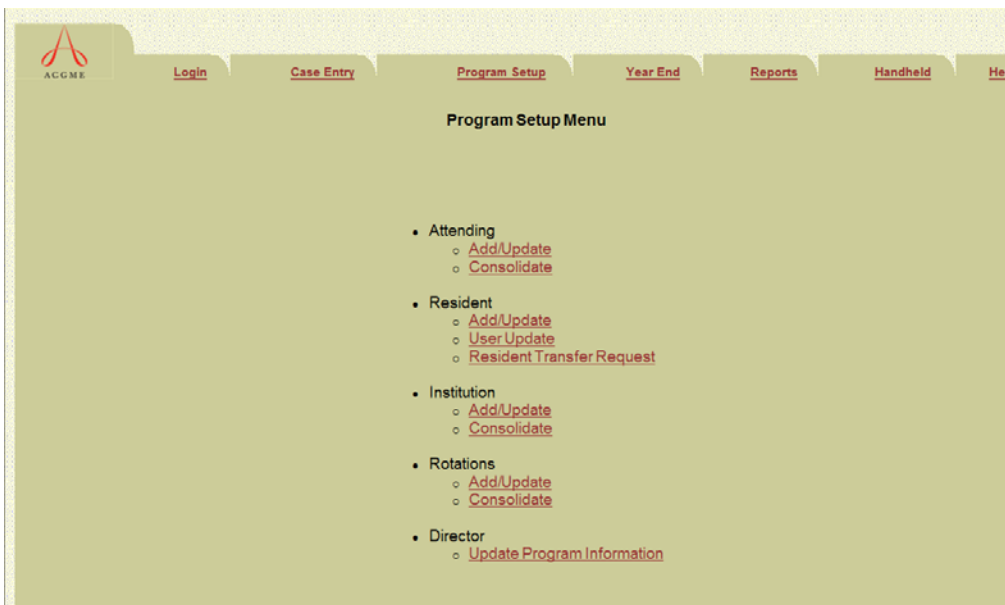 ACGME
Login Case Entry Program Setup Year End Reports Handheld He
Program Setup Menu
Attending
Add/Update
Consolidate
Resident
Add/Update
User Update
Resident Transfer Request
Institution
Add/Update
Consolidate
Rotations
Add/Update
Consolidate
Director
Update Program Information